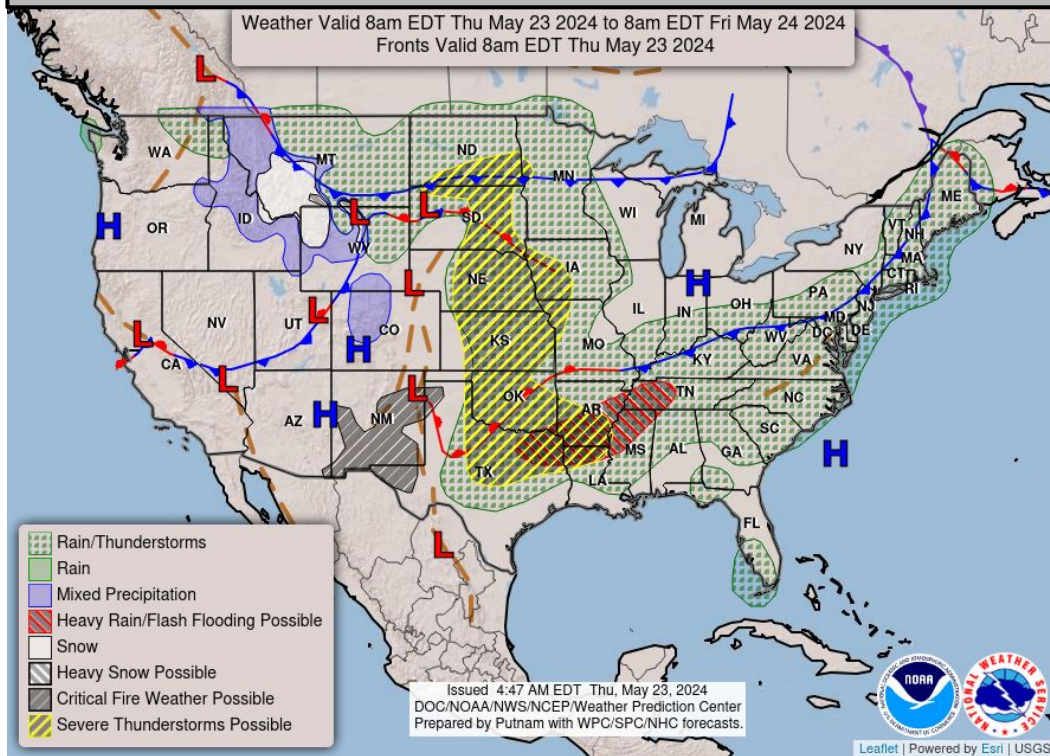 Weather Valid 8am EDT Thu May 23 2024 to 8am EDT Fri May 24 2024
Fronts Valid 8am EDT Thu May 23 2024
L
WA
MT
ND
MN
ME
H
OR
ID
L
WY
L
SD
WI
MI
NY
VT
NH
MA
CT
RI
L
NE
IA
H
IL
IN
OH
PA
NJ
MD
DE
DC
L
NV
UT
L
CO
H
KS
MO
KY
WV
VA
CA
L
AZ
H
NM
L
OK
AR
TN
NC
SC
TX
LA
MS
AL
GA
H
FL
L
Rain/Thunderstorms
Rain
Mixed Precipitation
Heavy Rain/Flash Flooding Possible
Snow
Heavy Snow Possible
Critical Fire Weather Possible
Severe Thunderstorms Possible
Issued 4:47 AM EDT Thu, May 23, 2024
DOC/NOAA/NWS/NCEP/Weather Prediction Center
Prepared by Putnam with WPC/SPC/NHC forecasts.
NOAA
NATIONAL WEATHER SERVICE
Leaflet | Powered by Esri | USGS